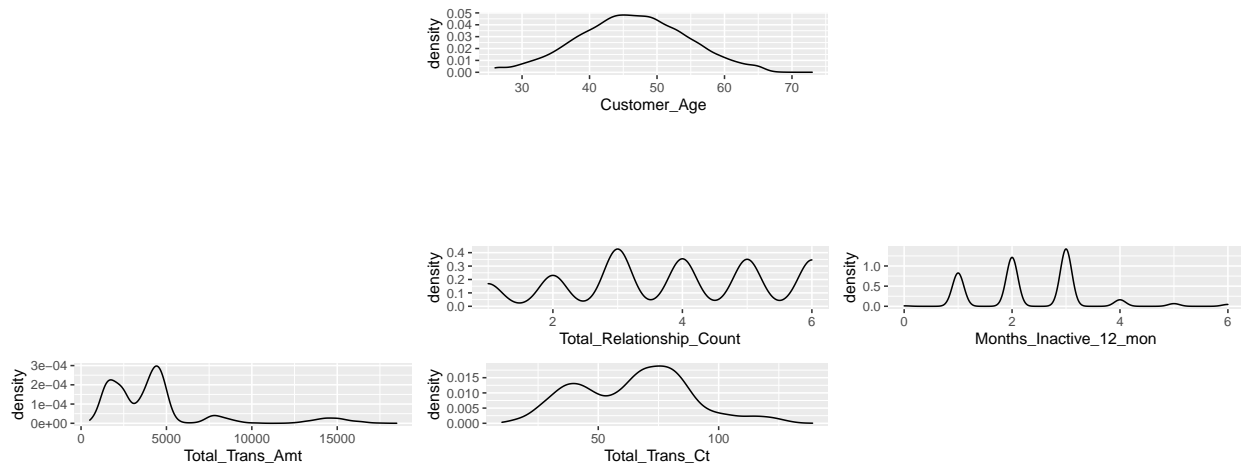 density
0.05
0.04
0.03
0.02
0.01
0.00
30 40 50 60 70
Customer_Age
density
0.4
0.3
0.2
0.1
0.0
2 4 6
Total_Relationship_Count
density
1.0
0.5
0.0
0 2 4 6
Months_Inactive_12_mon
density
3e−04
2e−04
1e−04
0e+00
0 5000 10000 15000
Total_Trans_Amt
density
0.015
0.010
0.005
0.000
50 100
Total_Trans_Ct